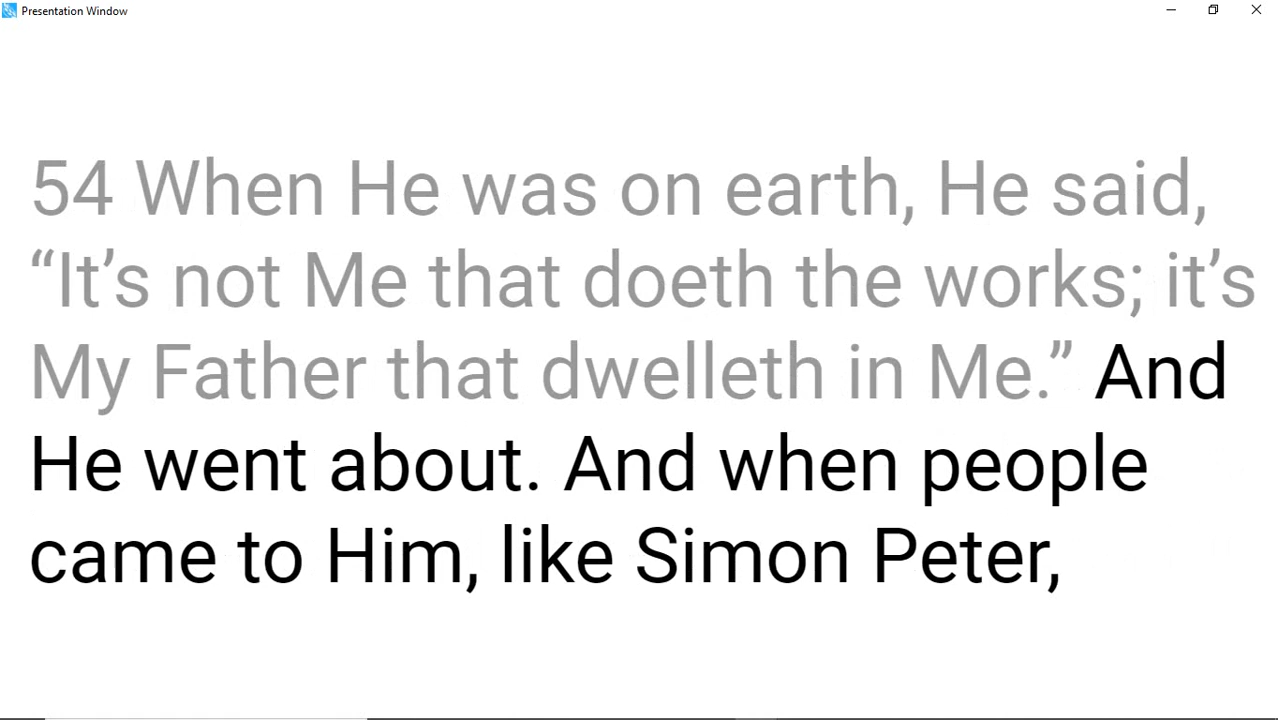 Presentation Window
54 When He was on earth, He said,
“It’s not Me that doeth the works; it’s
My Father that dwelleth in Me.” And
He went about. And when people
came to Him, like Simon Peter,